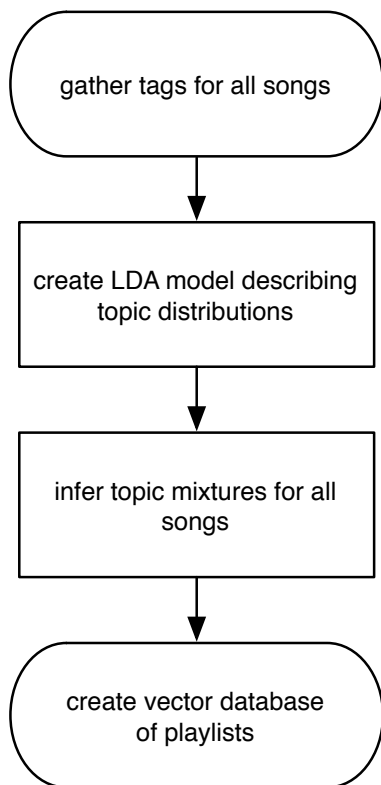 gather tags for all songs
create LDA model describing
topic distributions
infer topic mixtures for all
songs
create vector database
of playlists